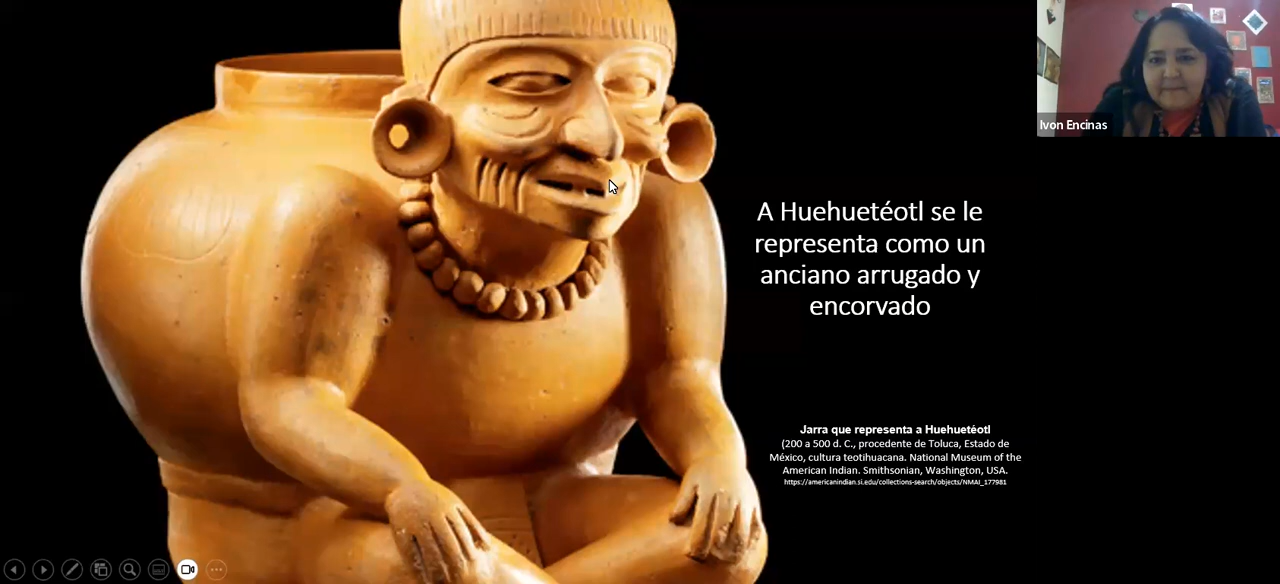 Ivon Encinas
A Huehuetéotl se le
representa como un
anciano arrugado y
encorvado
Jarra que representa a Huehuetéotl
(200 a 500 d. C., procedente de Toluca, Estado de
México, cultura teotihuacana. National Museum of the
American Indian. Smithsonian, Washington, USA.
https://americanindian.si.edu/collections-search/objects/NMAI_177981